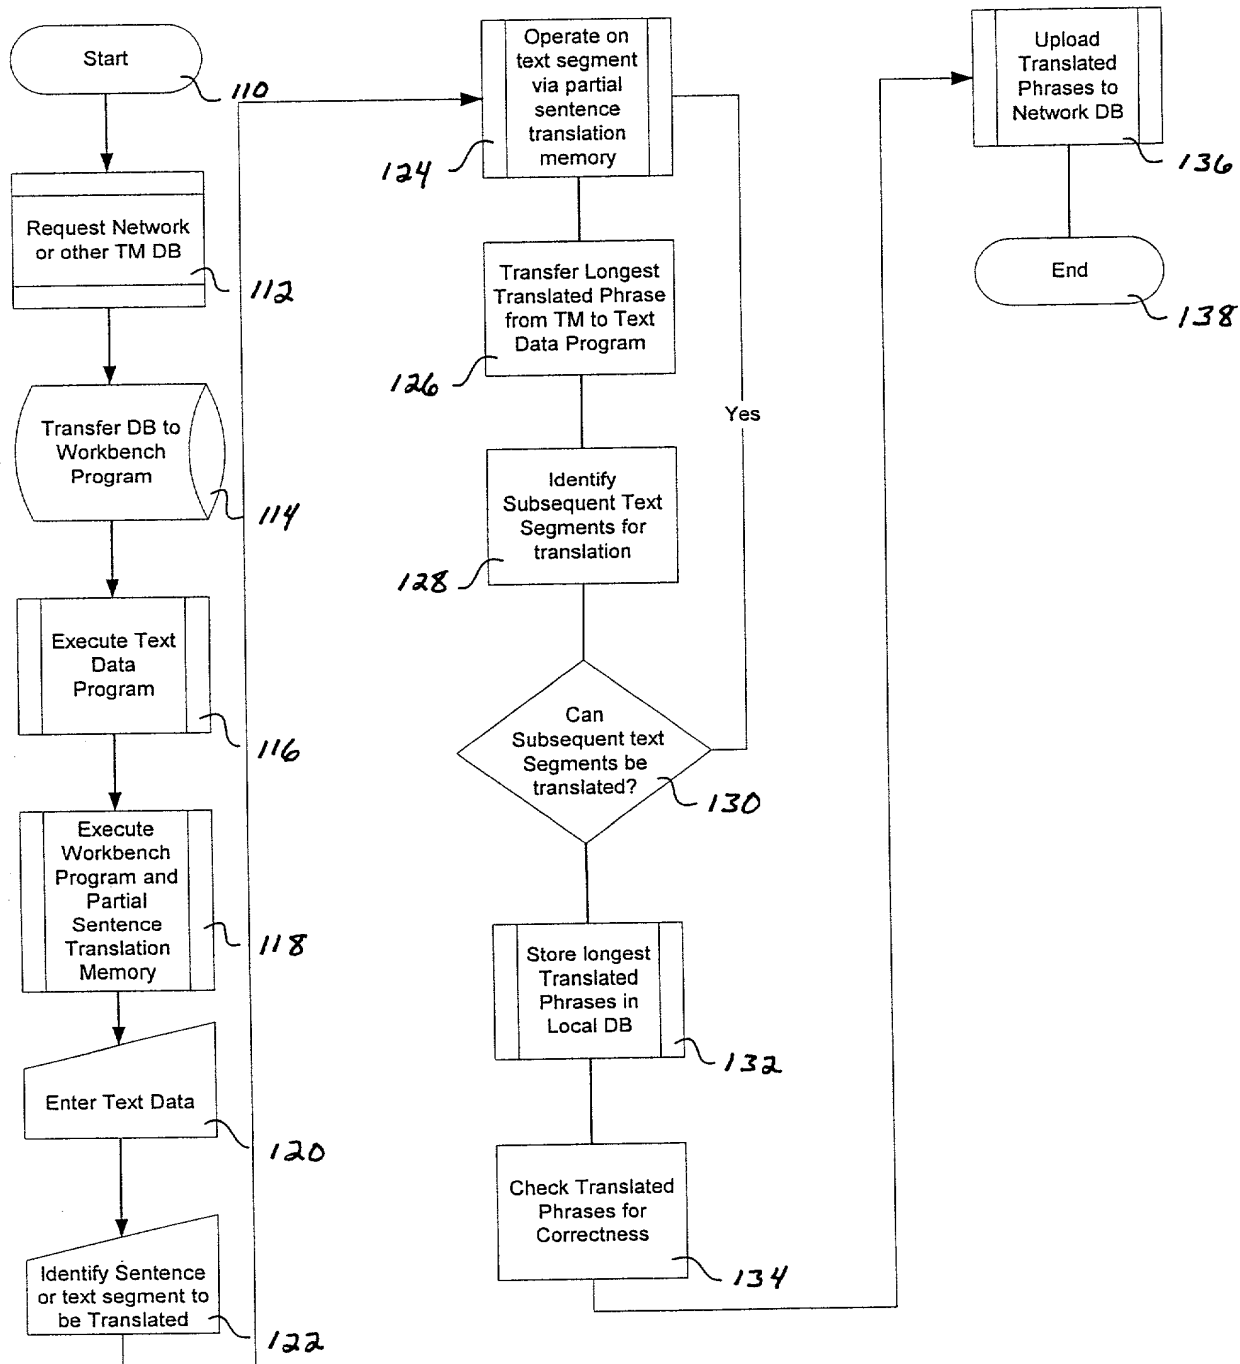 Start
110
Request Network
or other TM DB
112
Transfer DB to
Workbench
Program
114
Execute Text
Data
Program
116
Execute
Workbench
Program and
Partial
Sentence
Translation
Memory
118
Enter Text Data
120
Identify Sentence
or text segment to
be Translated
122
Operate on
text segment
via partial
sentence
translation
memory
124
Transfer Longest
Translated Phrase
from TM to Text
Data Program
126
Identify
Subsequent Text
Segments for
translation
128
Yes
Can
Subsequent text
Segments be
translated?
130
Store longest
Translated
Phrases in
Local DB
132
Check Translated
Phrases for
Correctness
134
Upload
Translated
Phrases to
Network DB
136
End
138